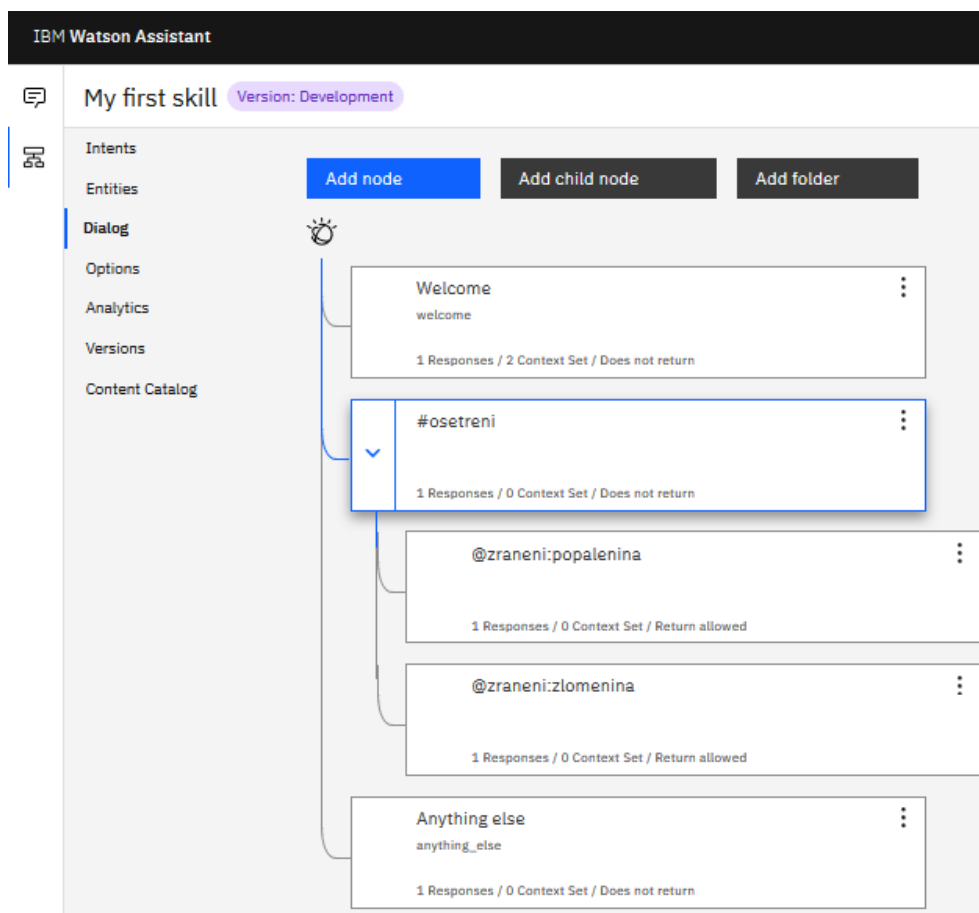 IBM Watson Assistant
My first skill Version: Development
Intents
Entities
Dialog
Options
Analytics
Versions
Content Catalog
Add node Add child node Add folder
Welcome
welcome
1 Responses / 2 Context Set / Does not return
#osetreni
1 Responses / 0 Context Set / Does not return
@zraneni:popalenina
1 Responses / 0 Context Set / Return allowed
@zraneni:zlomenina
1 Responses / 0 Context Set / Return allowed
Anything else
anything_else
1 Responses / 0 Context Set / Does not return